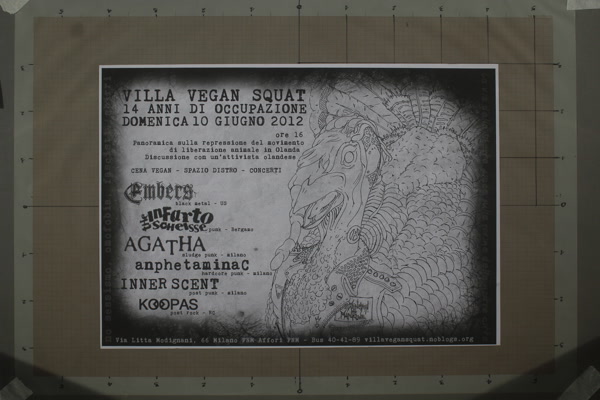 VILLA VEGAN SQUAT
14 ANNI DI OCCUPAZIONE
DOMENICA 10 GIUGNO 2012
ore 16
Panoramica sulla repressione del movimento
di liberazione animale in Olanda
Discussione con un'attivista olandese
CENA VEGAN - SPAZIO DISTRO - CONCERTI
Embers
black metal - US
inFarto
SCHEISSE
punk - Bergamo
AGATHA
sludge punk - milano
anphetaminaC
hardcore punk - milano
INNER SCENT
post punk - milano
KOOPAS
post rock -
Via Litta Modignani, 66 Milano FNM Affori FNM - Bus 40-41-85 villavegansquat.noblogs.org